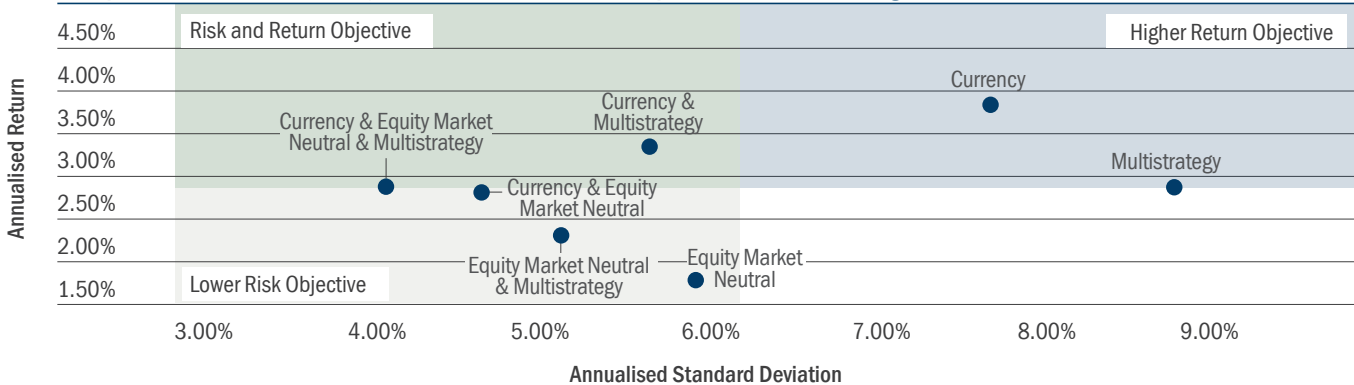 4.50%
Risk and Return Objective
Higher Return Objective
4.00%
Currency
Currency &
Multistrategy
3.50%
Currency & Equity Market
Neutral & Multistrategy
3.00%
Multistrategy
Currency & Equity
Market Neutral
2.50%
2.00%
Equity Market
Neutral
Equity Market Neutral
& Multistrategy
1.50%
Lower Risk Objective
Annualised Return
3.00%
4.00%
5.00%
6.00%
7.00%
8.00%
9.00%
Annualised Standard Deviation